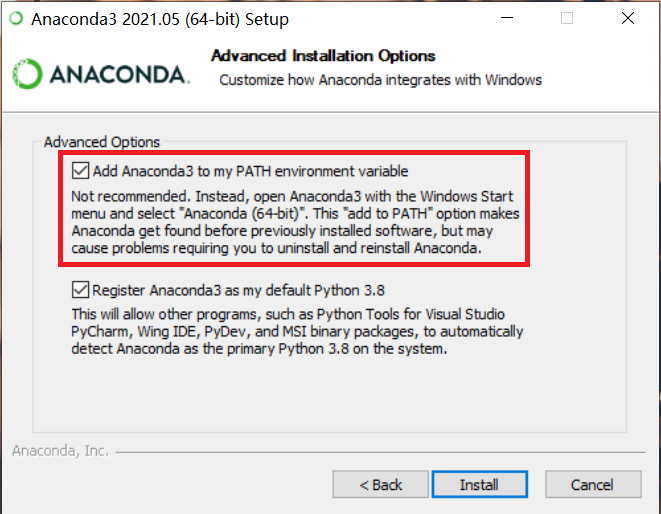 Anaconda3 2021.05 (64-bit) Setup
ANACONDA.
Advanced Installation Options
Customize how Anaconda integrates with Windows
Advanced Options
Add Anaconda3 to my PATH environment variable
Not recommended. Instead, open Anaconda3 with the Windows Start
menu and select "Anaconda (64-bit)". This "add to PATH" option makes
Anaconda get found before previously installed software, but may
cause problems requiring you to uninstall and reinstall Anaconda.
Register Anaconda3 as my default Python 3.8
This will allow other programs, such as Python Tools for Visual Studio
PyCharm, Wing IDE, PyDev, and MSI binary packages, to automatically
detect Anaconda as the primary Python 3.8 on the system.
Anaconda, Inc.
< Back
Install
Cancel